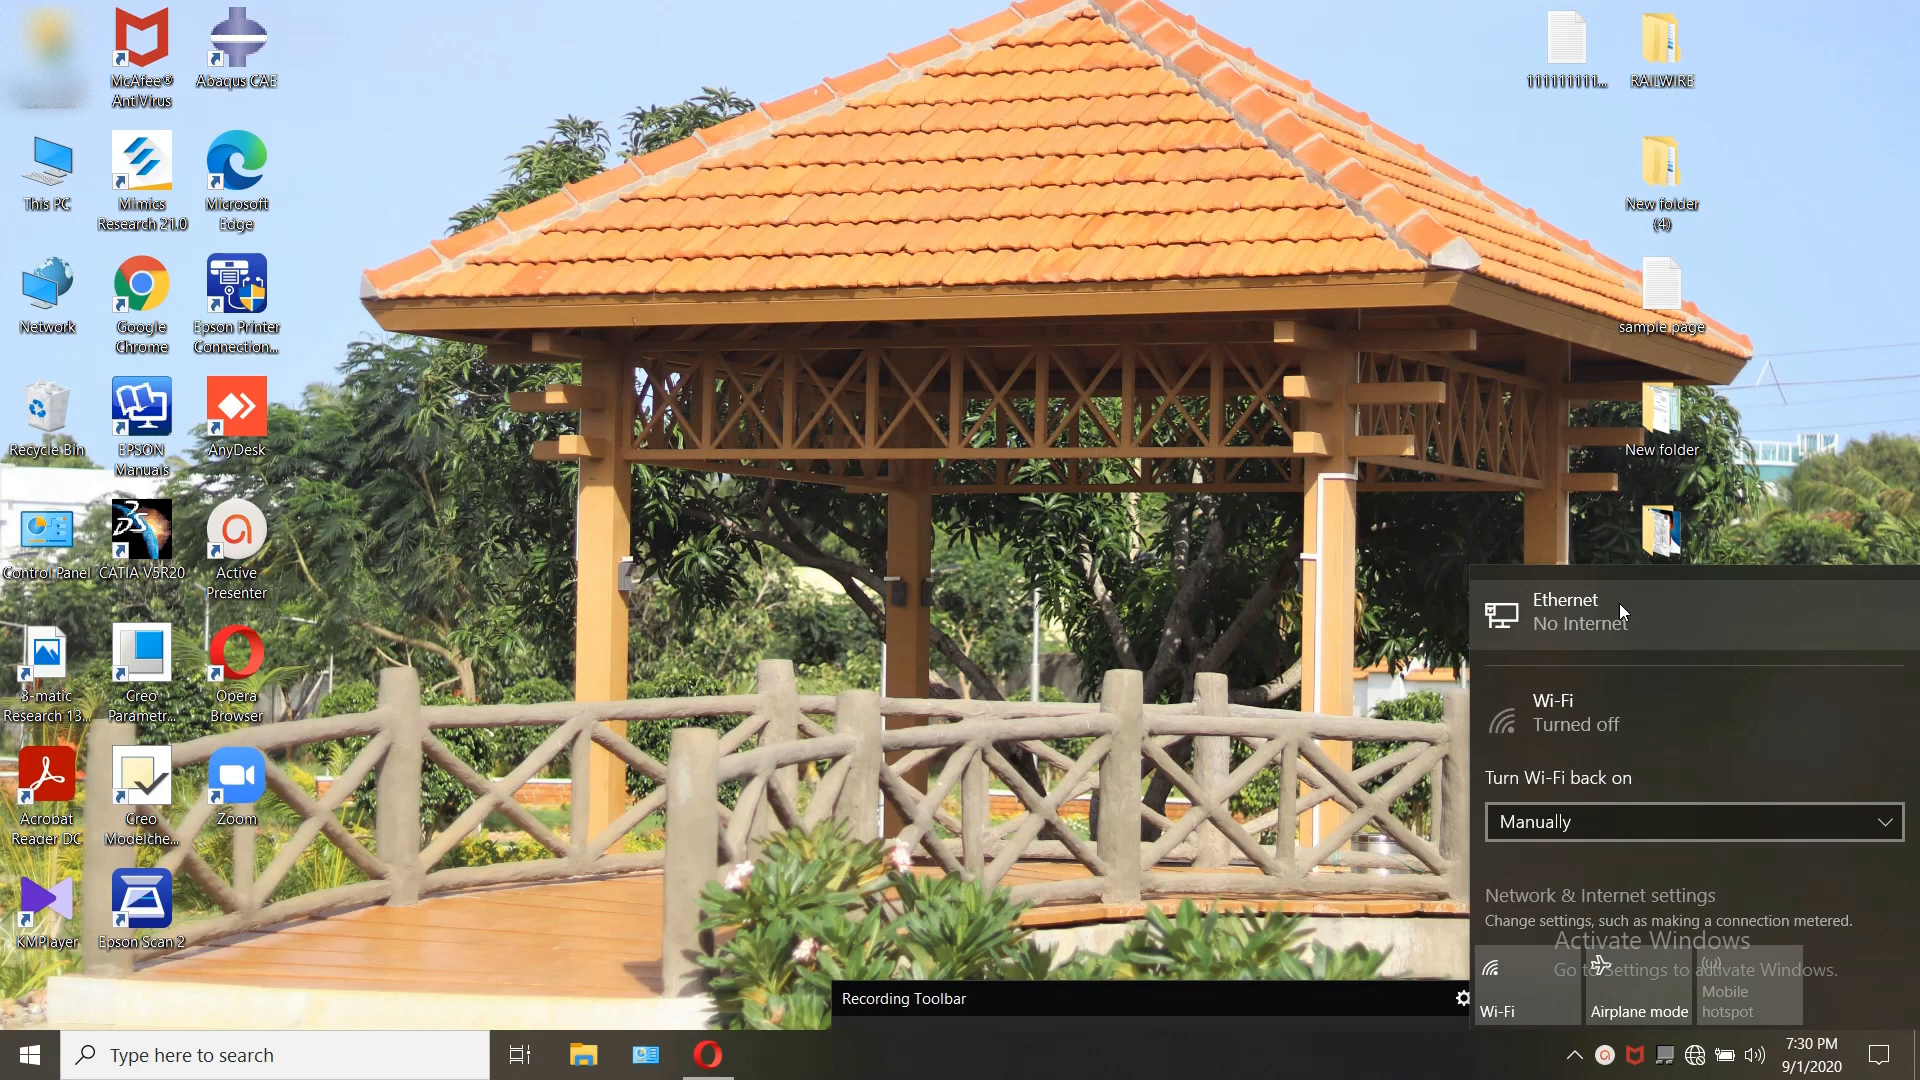 McAfee®
AntiVirus
Abaqus CAE
111111111...
RAILWIRE
This PC
Mimics
Research 21.0
Microsoft
Edge
New folder
(4)
Network
Google
Chrome
Epson Printer
Connection...
sample page
Recycle Bin
EPSON
Manuals
AnyDesk
New folder
Control Panel
CATIA V5R20
Active
Presenter
3-matic
Research 13...
Creo
Parametr...
Opera
Browser
Acrobat
Reader DC
Creo
Modelche...
Zoom
KMPlayer
Epson Scan 2
Ethernet
No Internet
Wi-Fi
Turned off
Turn Wi-Fi back on
Manually
Network & Internet settings
Change settings, such as making a connection metered.
Activate Windows
Go to Settings to activate Windows.
Wi-Fi
Airplane mode
Mobile
hotspot
Recording Toolbar
Type here to search
7:30 PM
9/1/2020